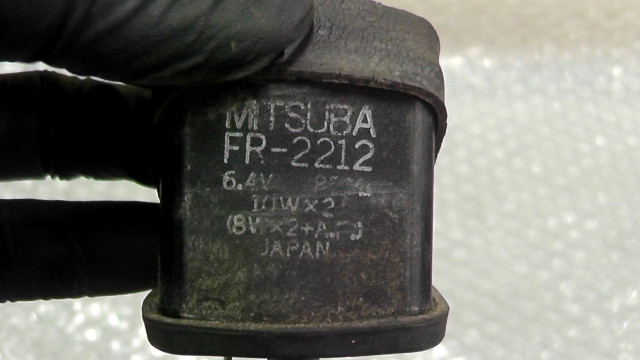 MITSUBA
FR-2212
6.4V
10W×2
(8W×2+A.P.)
JAPAN